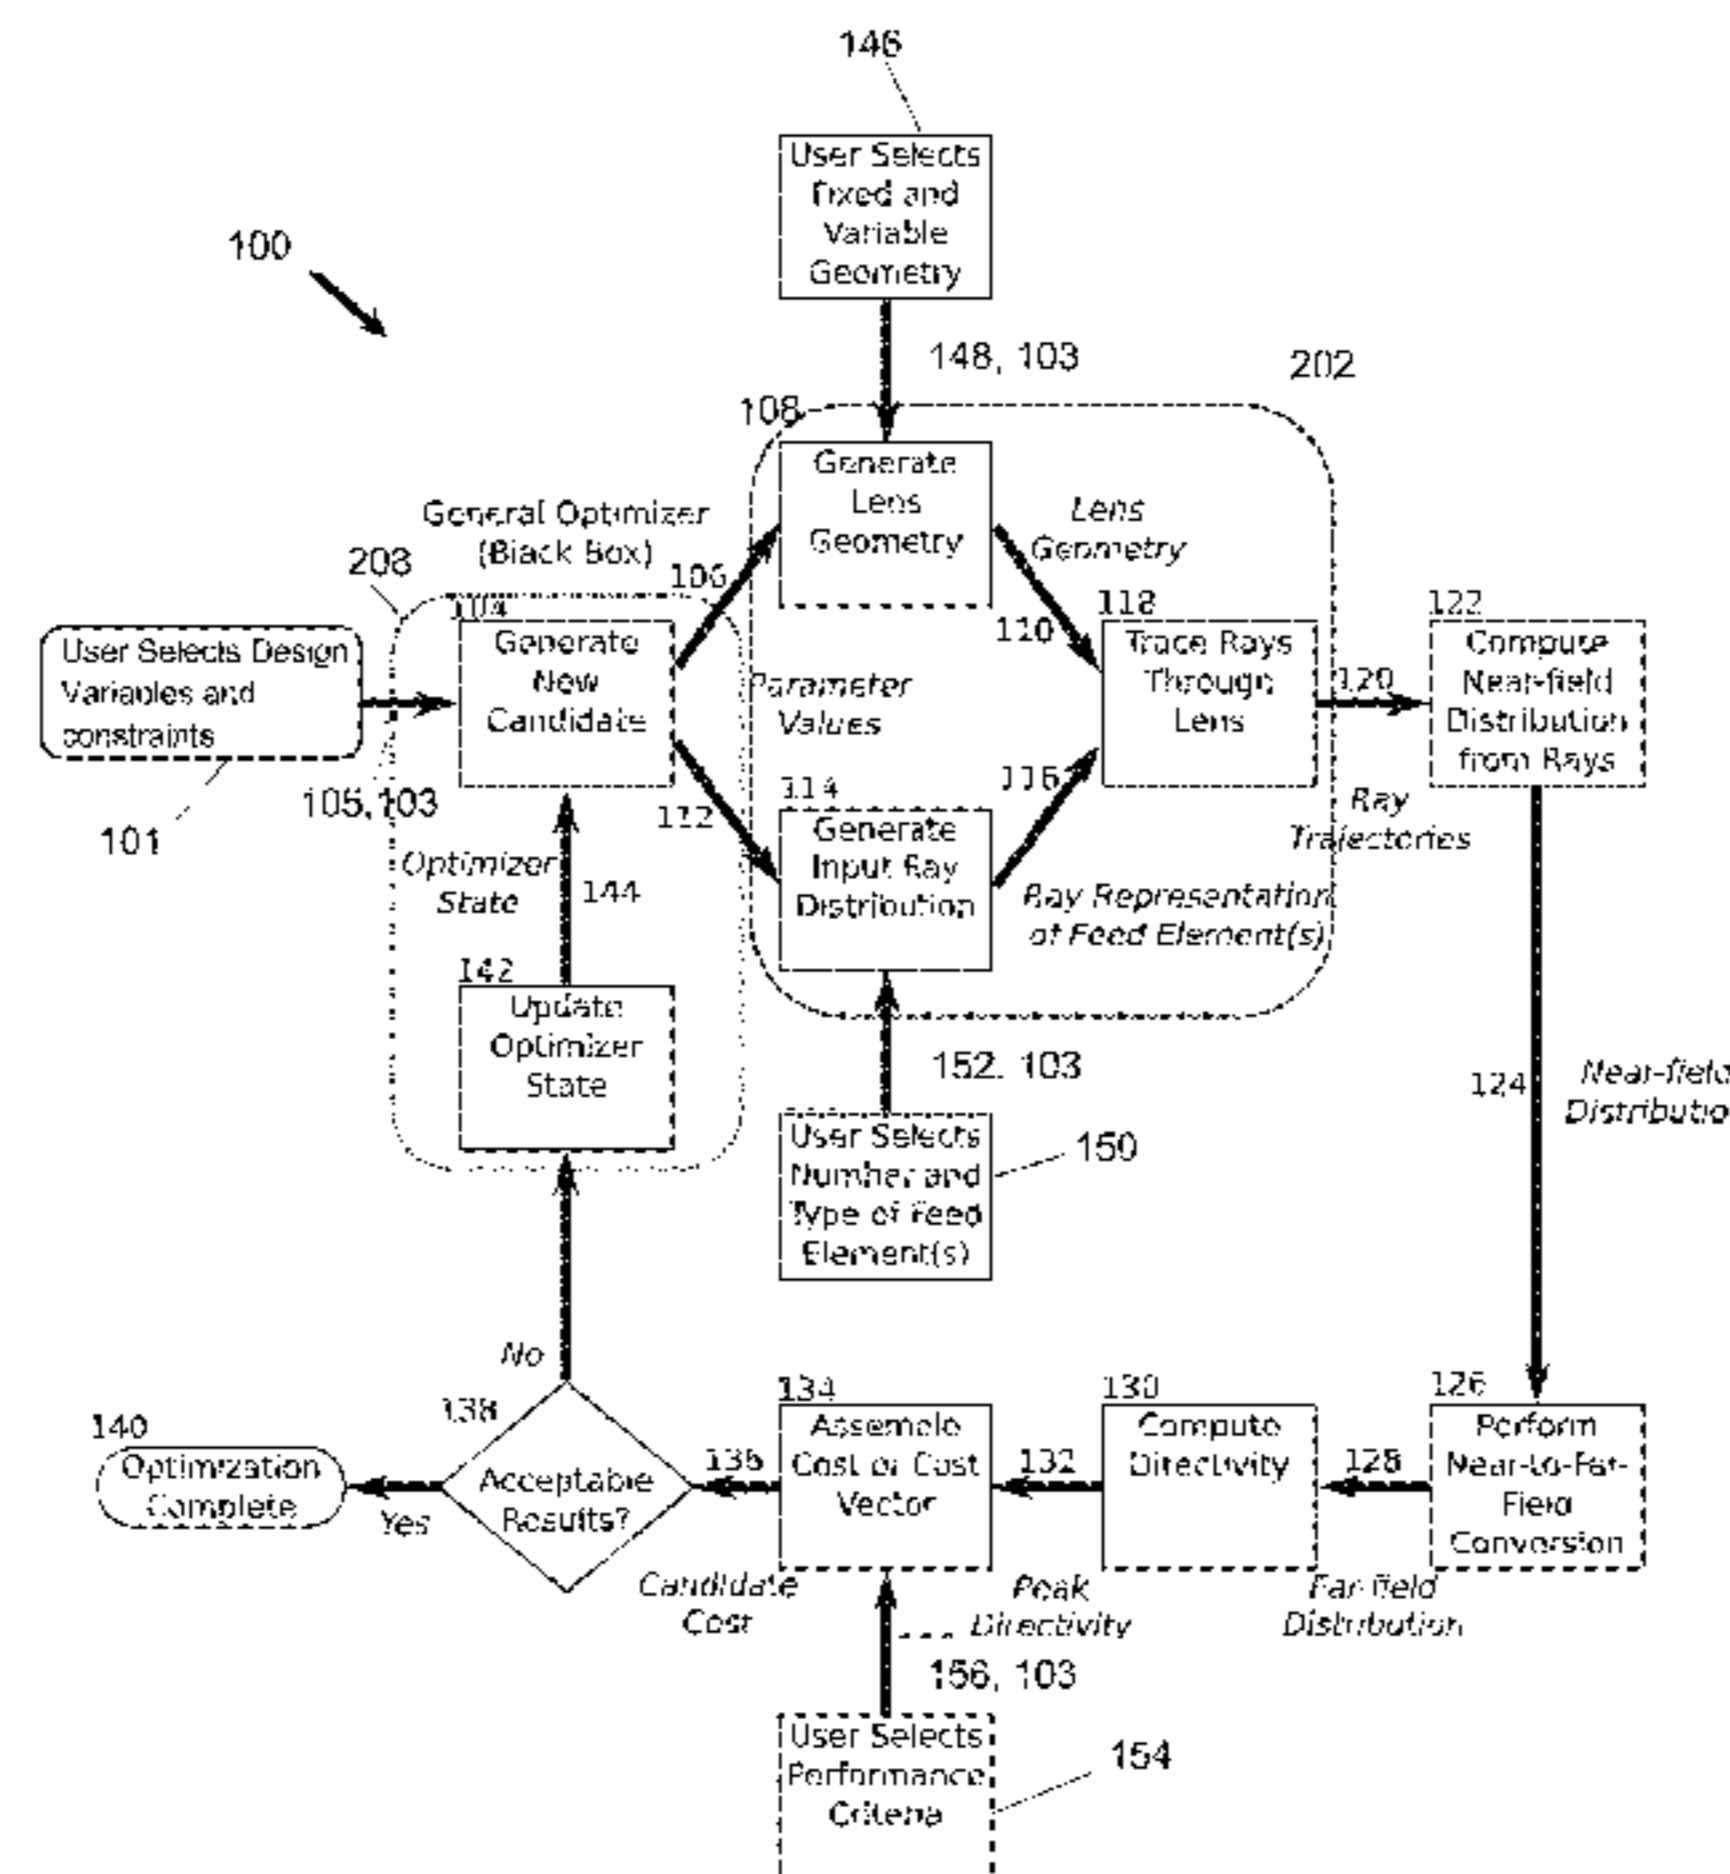 146
User Selects
Fixed and
Variable
Geometry
100
148, 103
202
108
Generate
Lens
Geometry
Lens
Geometry
General Optimizer
(Black Box)
208
106
104
Generate
New
Candidate
110
118
Trace Rays
Through
Lens
122
Compute
Near-field
Distribution
from Rays
User Selects Design
Variables and
constraints
Parameter
Values
120
105, 103
101
112
114
Generate
Input Ray
Distribution
116
Ray
Trajectories
Optimizer
State
144
Ray Representation
of Feed Element(s)
142
Update
Optimizer
State
152, 103
124
Near-field
Distributio
User Selects
Number and
Type of Feed
Element(s)
150
No
138
Acceptable
Results?
140
Optimization
Complete
Yes
136
134
Assemble
Cost or Cost
Vector
132
130
Compute
Directivity
128
126
Perform
Near-to-Far-
Field
Conversion
Candidate
Cost
Peak
Directivity
Far-field
Distribution
156, 103
User Selects
Performance
Criteria
154